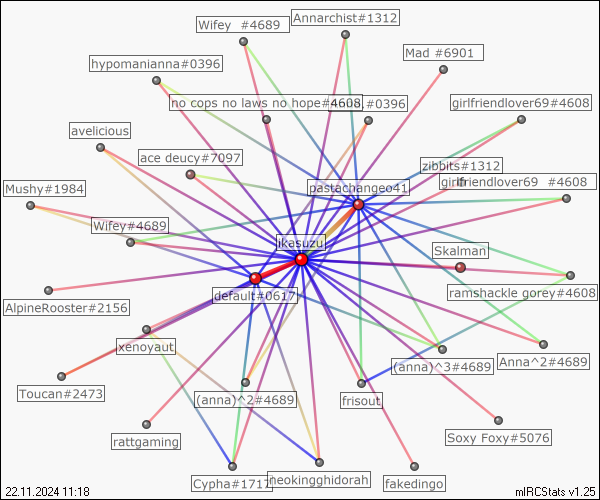 Wifey  #4689
Annarchist#1312
Mad #6901
hypomanianna#0396
no cops no laws no hope#4608
#0396
girlfriendlover69#4608
avelicious
ace deucy#7097
zibbits#1312
pastachangeo41
girlfriendlover69  #4608
Mushy#1984
Wifey#4689
ikasuzu
Skalman
default#0617
ramshackle gorey#4608
AlpineRooster#2156
xenoyaut
Anna^2#4689
(anna)^3#4689
Toucan#2473
(anna)^2#4689
frisout
rattgaming
Soxy Foxy#5076
Cypha#1717
neokingghidorah
fakedingo
22.11.2024 11:18
mIRCStats v1.25